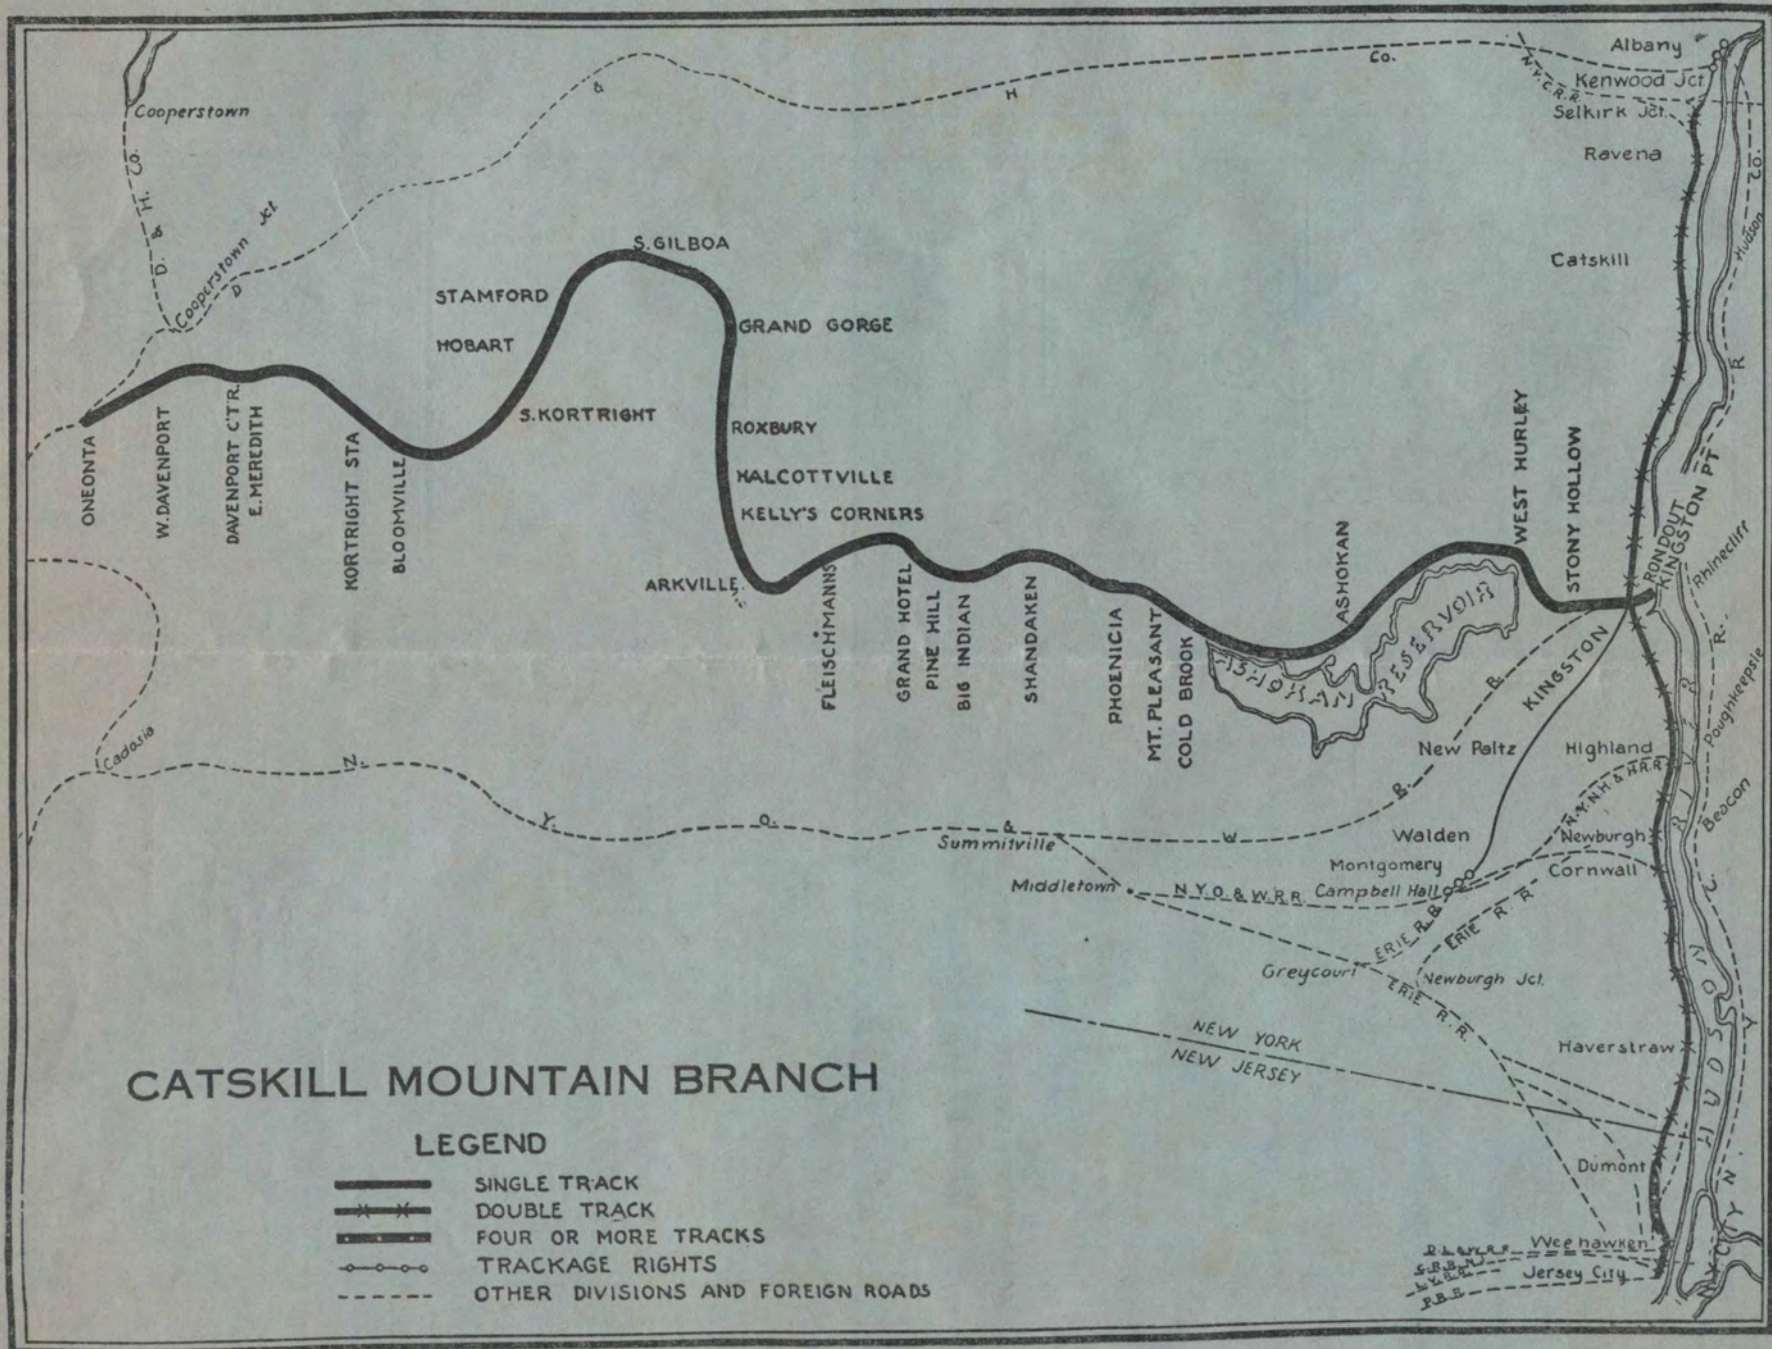 Albany
Kenwood Jct
Selkirk Jct.
Ravena
N.Y.C.R.R.
Co.
H
&
D
Cooperstown
D. & H. Co.
Cooperstown Jct
Catskill
Hudson
S. GILBOA
STAMFORD
HOBART
GRAND GORGE
S. KORTRIGHT
ROXBURY
HALCOTTVILLE
KELLY'S CORNERS
ARKVILLE
ONEONTA
W. DAVENPORT
DAVENPORT CTR.
E. MEREDITH
KORTRIGHT STA
BLOOMVILLE
FLEISCHMANNS
GRAND HOTEL
PINE HILL
BIG INDIAN
SHANDAKEN
PHOENICIA
MT. PLEASANT
COLD BROOK
ASHOKAN
WEST HURLEY
STONY HOLLOW
ASHOKAN RESERVOIR
KINGSTON
RONDOUT
KINGSTON PT
Rhinecliff
Poughkeepsie
Beacon
Cadosia
N. Y. O. & W. R. R.
New Paltz
Highland
N.Y.N.H & H.R.R.
Walden
Newburgh
Montgomery
Cornwall
Summitville
Middletown
N.Y.O. & W.R.R.
Campbell Hall
ERIE R.R.
ERIE R. R.
Greycourt
Newburgh Jct.
ERIE R.R.
NEW YORK
NEW JERSEY
Haverstraw
HUDSON RIVER
Dumont
Weehawken
Jersey City
N Y CITY
CATSKILL MOUNTAIN BRANCH
LEGEND
SINGLE TRACK
DOUBLE TRACK
FOUR OR MORE TRACKS
TRACKAGE RIGHTS
OTHER DIVISIONS AND FOREIGN ROADS